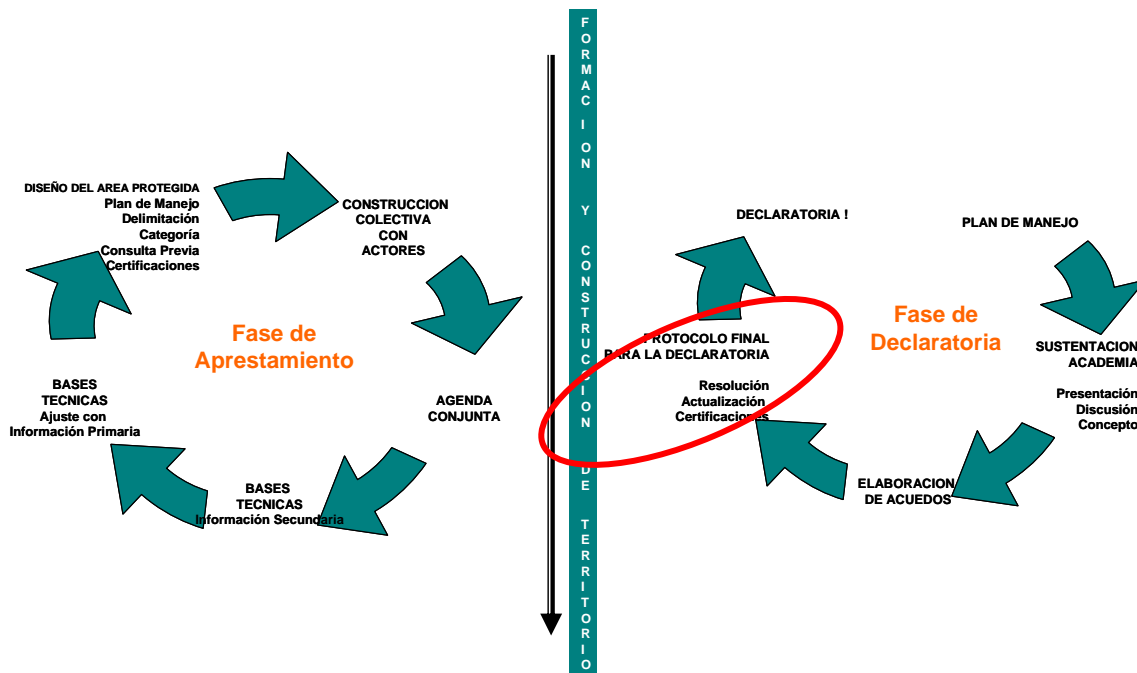 DISEÑO DEL AREA PROTEGIDA
Plan de Manejo
Delimitación
Categoría
Consulta Previa
Certificaciones
CONSTRUCCION
COLECTIVA
CON
ACTORES
Fase de
Aprestamiento
AGENDA
CONJUNTA
BASES
TECNICAS
Información Secundaria
BASES
TECNICAS
Ajuste con
Información Primaria
FORMACION Y CONSTRUCCION DE TERRITORIO
DECLARATORIA !
PLAN DE MANEJO
Fase de
Declaratoria
SUSTENTACION
ACADEMIA
Presentación
Discusión
Concepto
ELABORACION
DE ACUEDOS
PROTOCOLO FINAL
PARA LA DECLARATORIA
Resolución
Actualización
Certificaciones